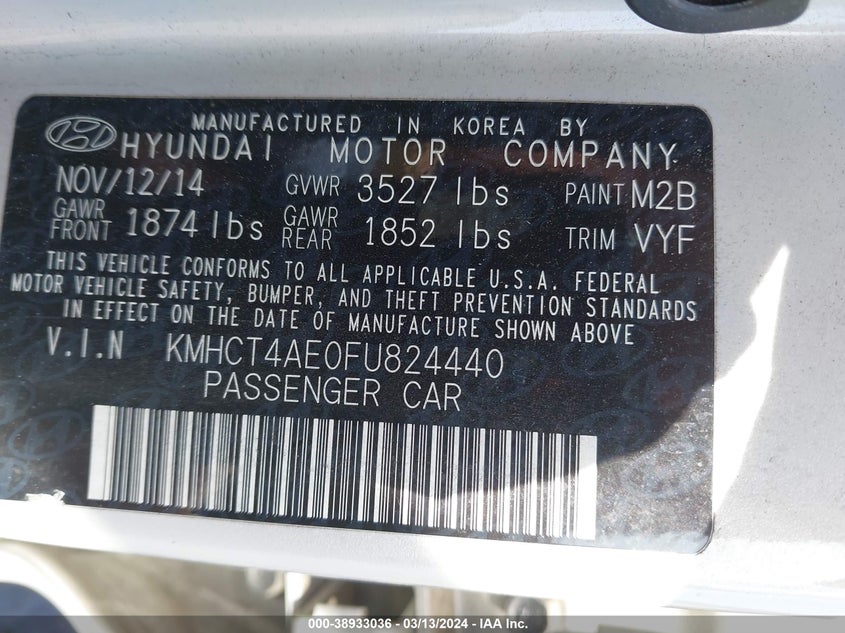 MANUFACTURED IN KOREA BY
HYUNDAI MOTOR COMPANY
NOV/12/14 GVWR 3527 lbs PAINT M2B
GAWR FRONT 1874 lbs GAWR REAR 1852 lbs TRIM VYF
THIS VEHICLE CONFORMS TO ALL APPLICABLE U.S.A. FEDERAL
MOTOR VEHICLE SAFETY, BUMPER, AND THEFT PREVENTION STANDARDS
IN EFFECT ON THE DATE OF MANUFACTURE SHOWN ABOVE
V.I.N KMHCT4AE0FU824440
PASSENGER CAR
000-38933036 - 03/13/2024 - IAA Inc.